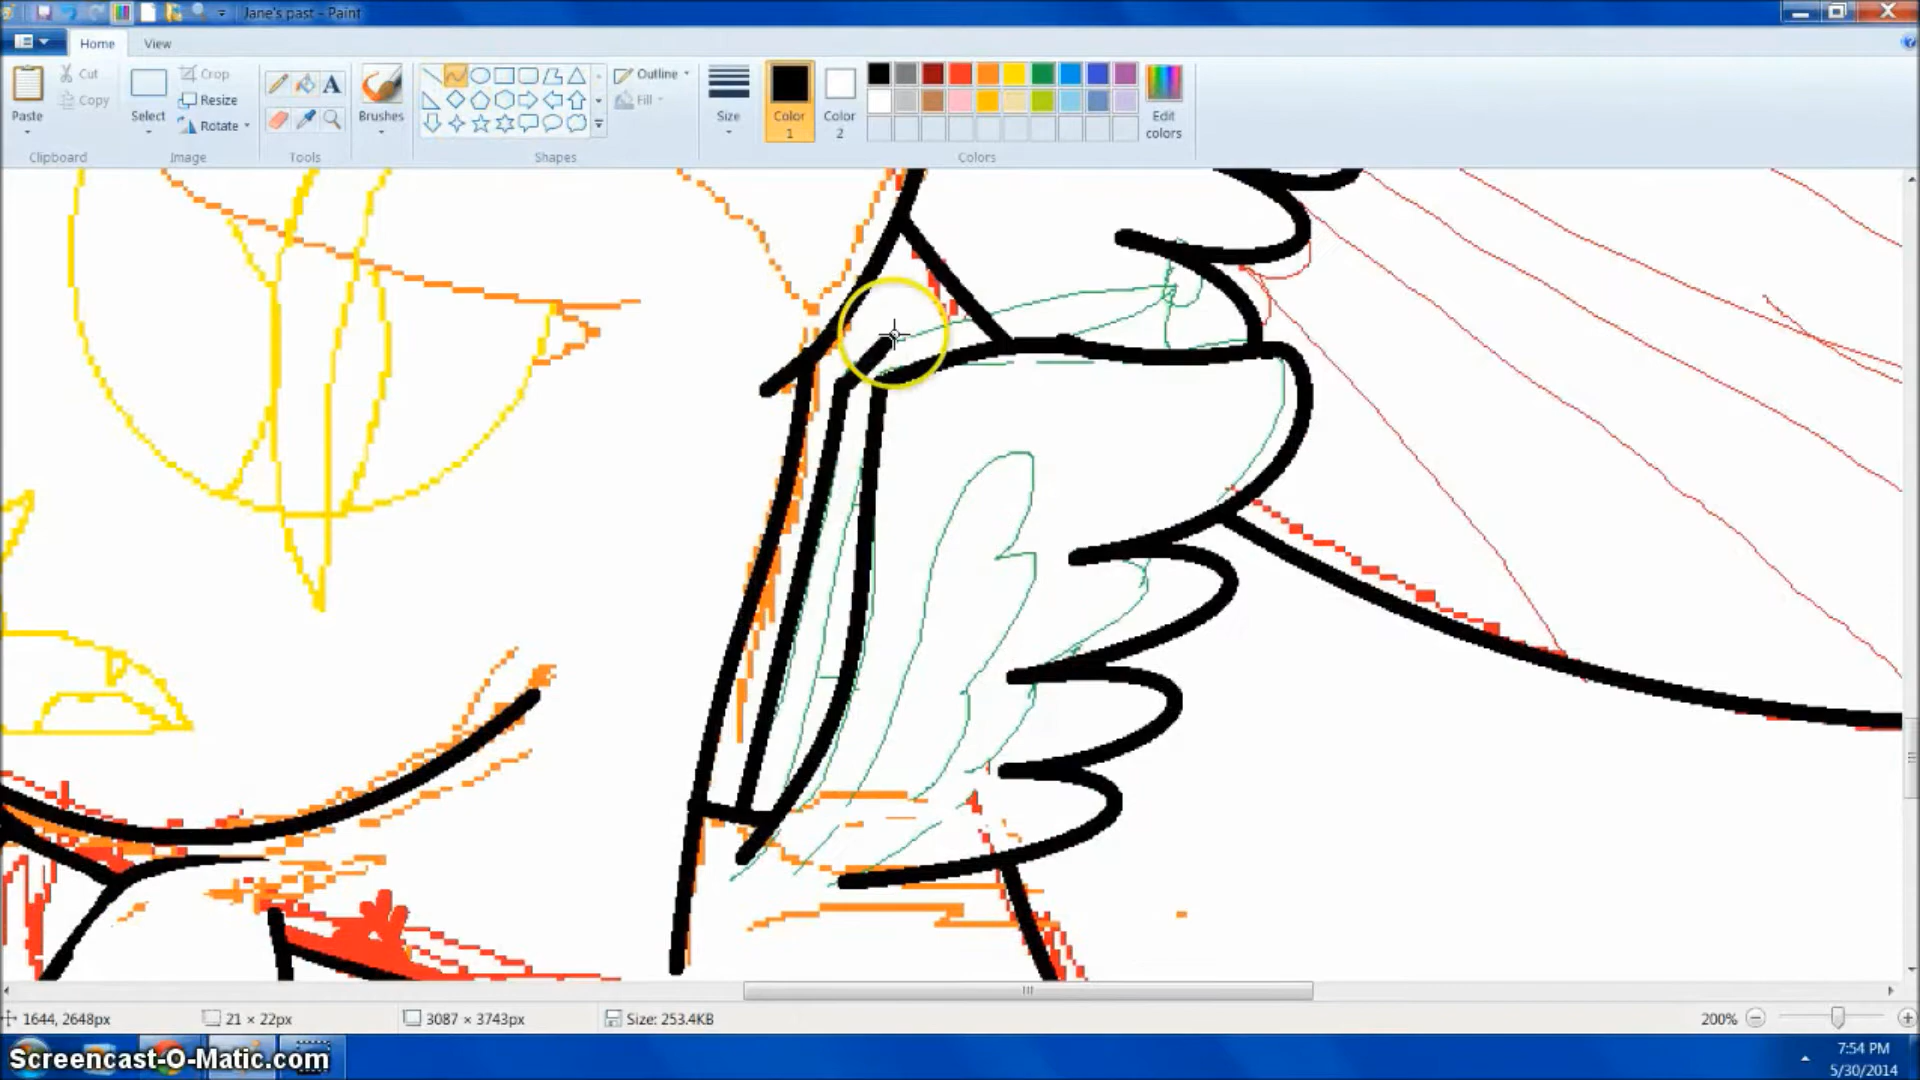 Jane's past - Paint
Home View
Paste
Cut
Copy
Clipboard
Select
Crop
Resize
Rotate
Image
A
Tools
Brushes
Shapes
Outline
Fill
Size
Color 1
Color 2
Colors
Edit colors
1644, 2648px
21 × 22px
3087 × 3743px
Size: 253.4KB
200%
Screencast-O-Matic.com
7:54 PM
5/30/2014